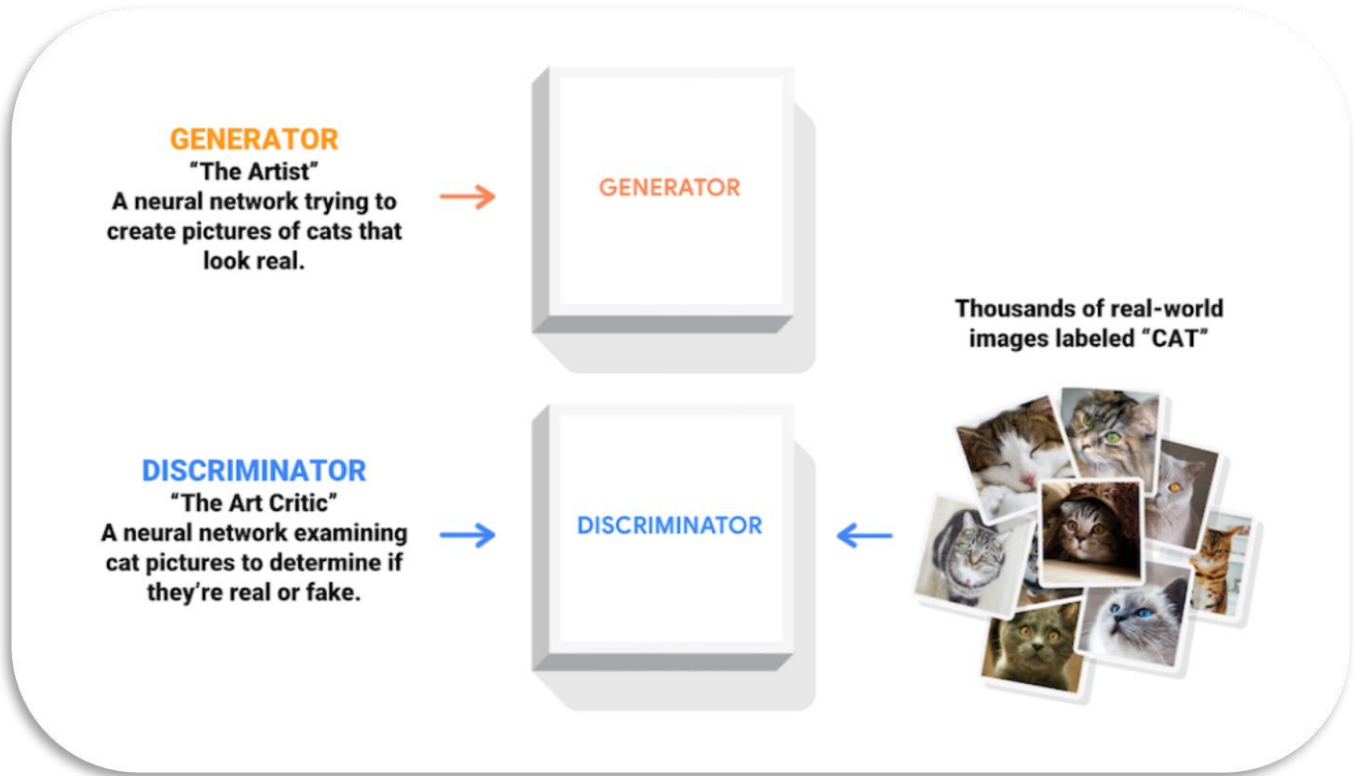 GENERATOR
“The Artist”
A neural network trying to
create pictures of cats that
look real.
GENERATOR
Thousands of real-world
images labeled “CAT”
DISCRIMINATOR
“The Art Critic”
A neural network examining
cat pictures to determine if
they’re real or fake.
DISCRIMINATOR